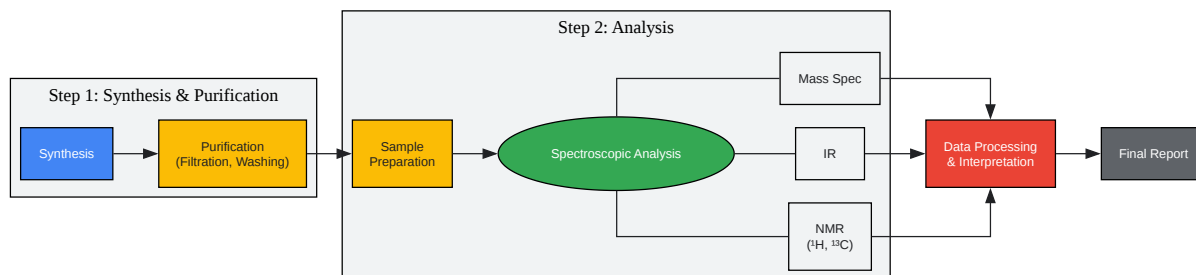 Step 1: Synthesis & Purification
Synthesis
Purification
(Filtration, Washing)
Step 2: Analysis
Sample
Preparation
Spectroscopic Analysis
Mass Spec
IR
NMR
(¹H, ¹³C)
Data Processing
& Interpretation
Final Report